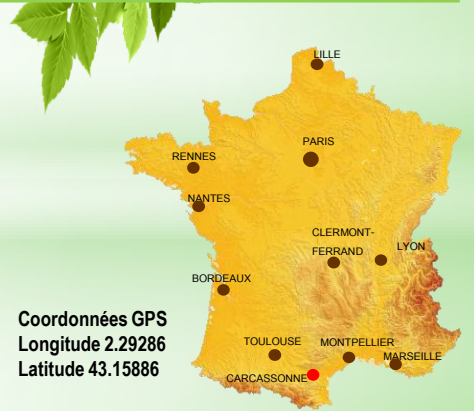 LILLE
PARIS
RENNES
NANTES
CLERMONT-
FERRAND
LYON
BORDEAUX
Coordonnées GPS
Longitude 2.29286
Latitude 43.15886
TOULOUSE
MONTPELLIER
MARSEILLE
CARCASSONNE